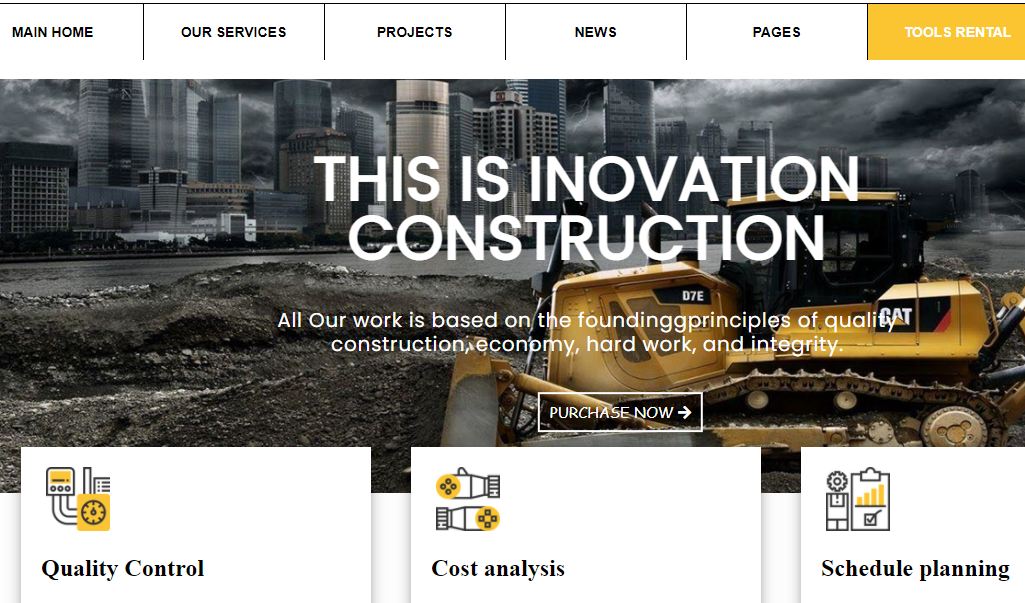 MAIN HOME
OUR SERVICES
PROJECTS
NEWS
PAGES
TOOLS RENTAL
THIS IS INOVATION
CONSTRUCTION
D7E
CAT
All Our work is based on the foundinggprinciples of quality
construction, economy, hard work, and integrity.
PURCHASE NOW →
Quality Control
Cost analysis
Schedule planning